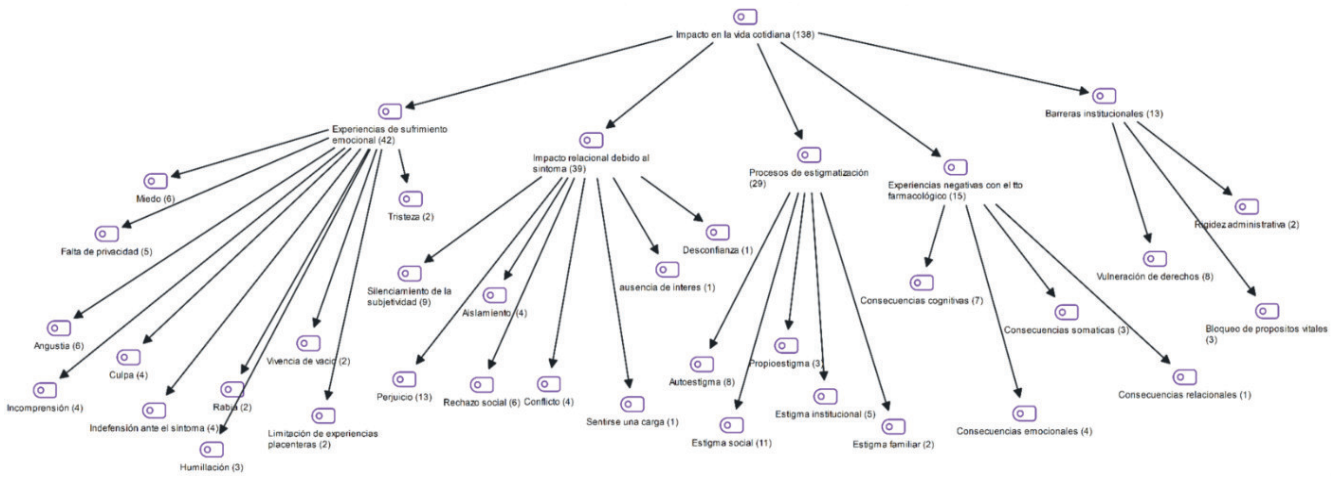 Impacto en la vida cotidiana (138)
Experiencias de sufrimiento
emocional (42)
Miedo (6)
Falta de privacidad (5)
Angustia (6)
Incomprensión (4)
Culpa (4)
Indefensión ante el síntoma (4)
Rabia (2)
Humillación (3)
Vivencia de vacío (2)
Limitación de experiencias
placenteras (2)
Tristeza (2)
Impacto relacional debido al
síntoma (39)
Silenciamiento de la
subjetividad (9)
Perjuicio (13)
Aislamiento (4)
Rechazo social (6)
Conflicto (4)
Sentirse una carga (1)
ausencia de interes (1)
Desconfianza (1)
Procesos de estigmatización
(29)
Autoestigma (8)
Estigma social (11)
Propioestigma (3)
Estigma institucional (5)
Estigma familiar (2)
Experiencias negativas con el tto
farmacológico (15)
Consecuencias cognitivas (7)
Consecuencias emocionales (4)
Consecuencias somaticas (3)
Consecuencias relacionales (1)
Barreras institucionales (13)
Vulneración de derechos (8)
Bloqueo de propositos vitales
(3)
Rigidez administrativa (2)